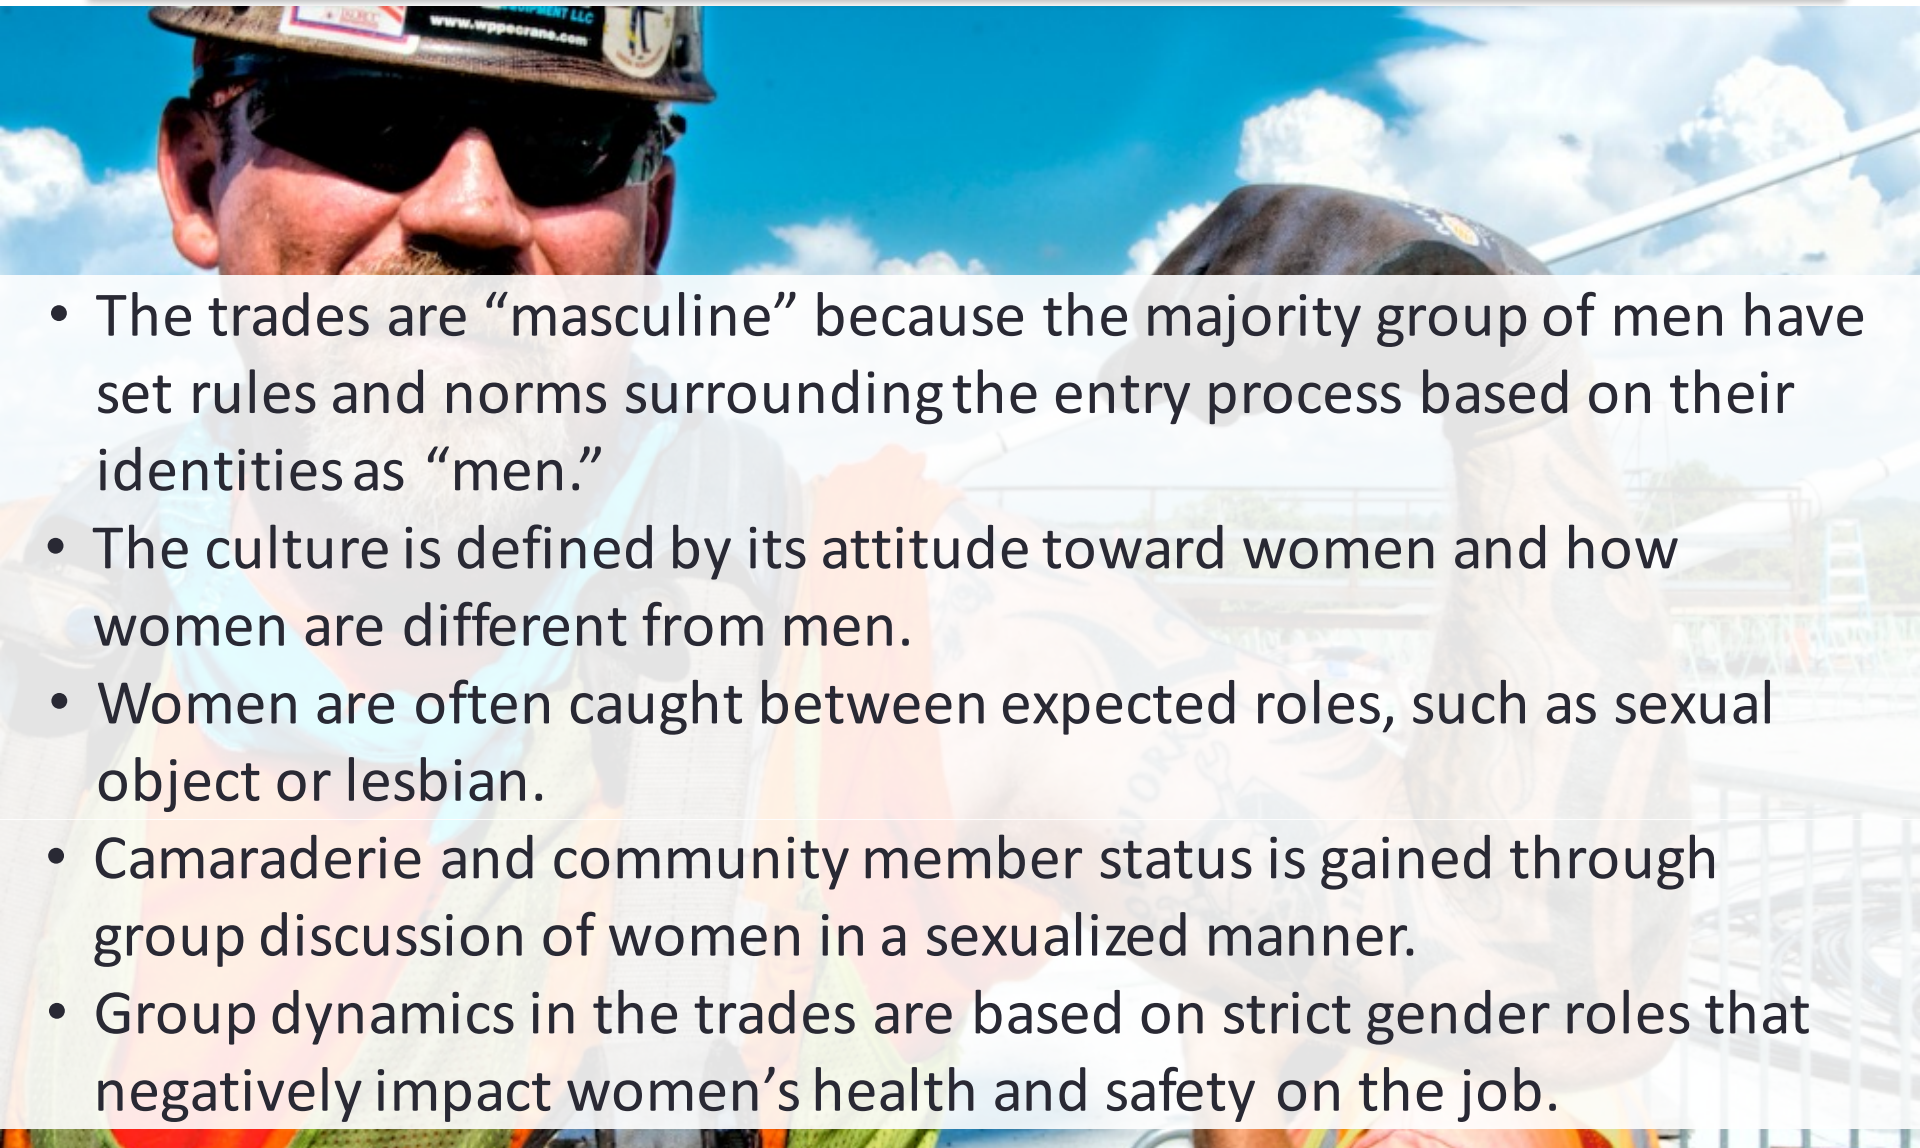 EQUIPMENT LLC
www.wppecrane.com
• The trades are “masculine” because the majority group of men have
set rules and norms surrounding the entry process based on their
identities as “men.”
• The culture is defined by its attitude toward women and how
women are different from men.
• Women are often caught between expected roles, such as sexual
object or lesbian.
• Camaraderie and community member status is gained through
group discussion of women in a sexualized manner.
• Group dynamics in the trades are based on strict gender roles that
negatively impact women’s health and safety on the job.